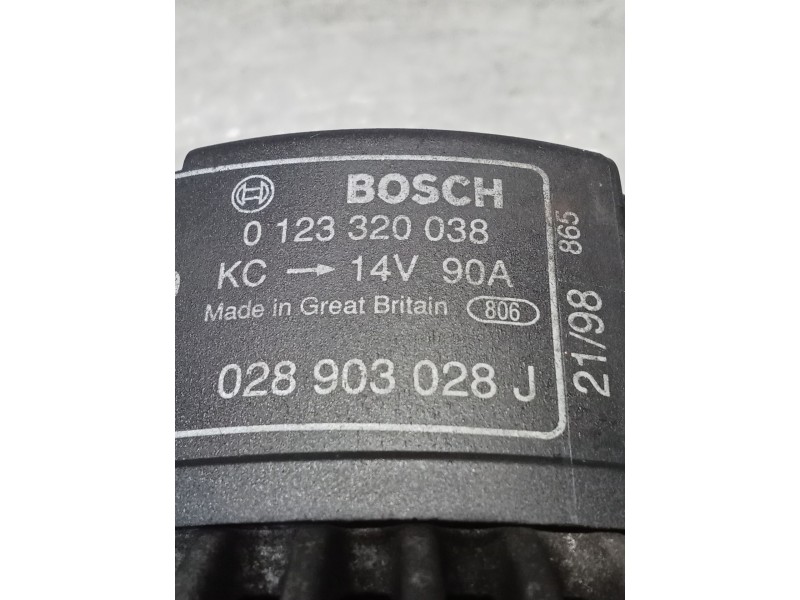 BOSCH
0 123 320 038
KC → 14V 90A
Made in Great Britain 806
028 903 028 J
21/98 865